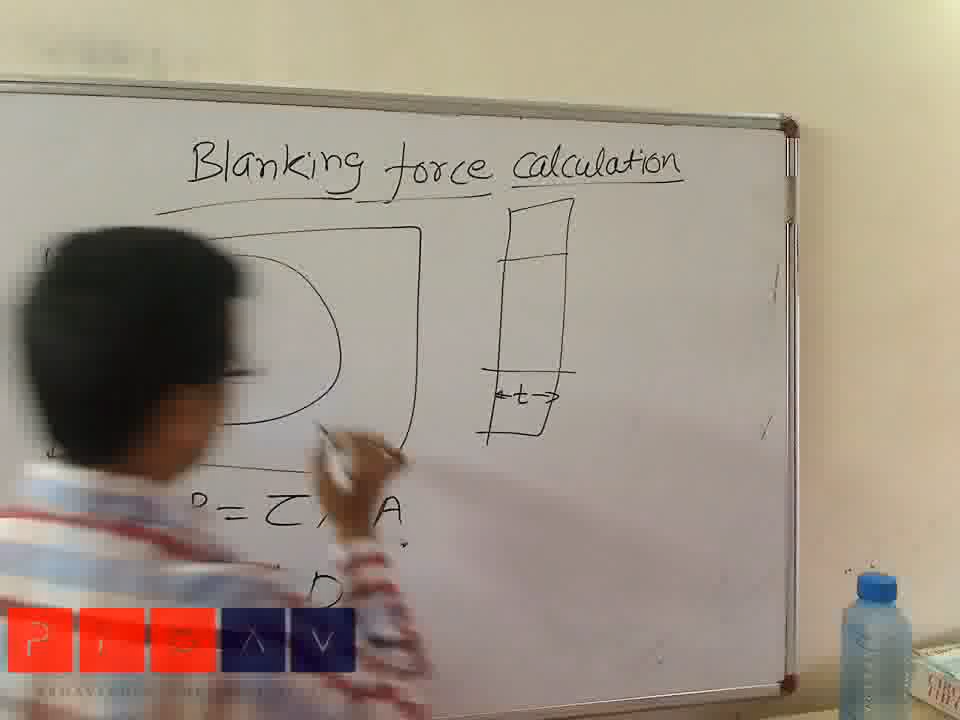 Blanking force calculation
t
P = τ A
D